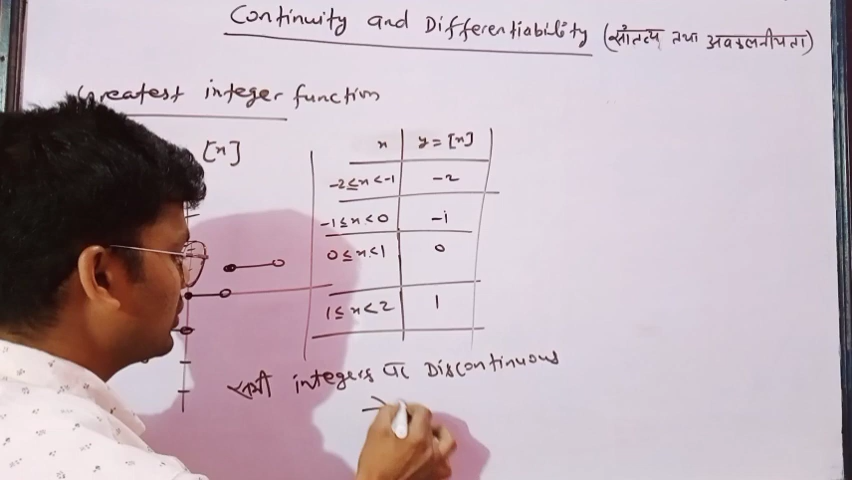 Continuity and Differentiability (सांतत्य तथा अवकलनीयता)
Greatest integer function
[x]
x y = [x]
-2≤x<-1 -2
-1≤x<0 -1
0≤x<1 0
1≤x<2 1
सभी integers पर Discontinuous